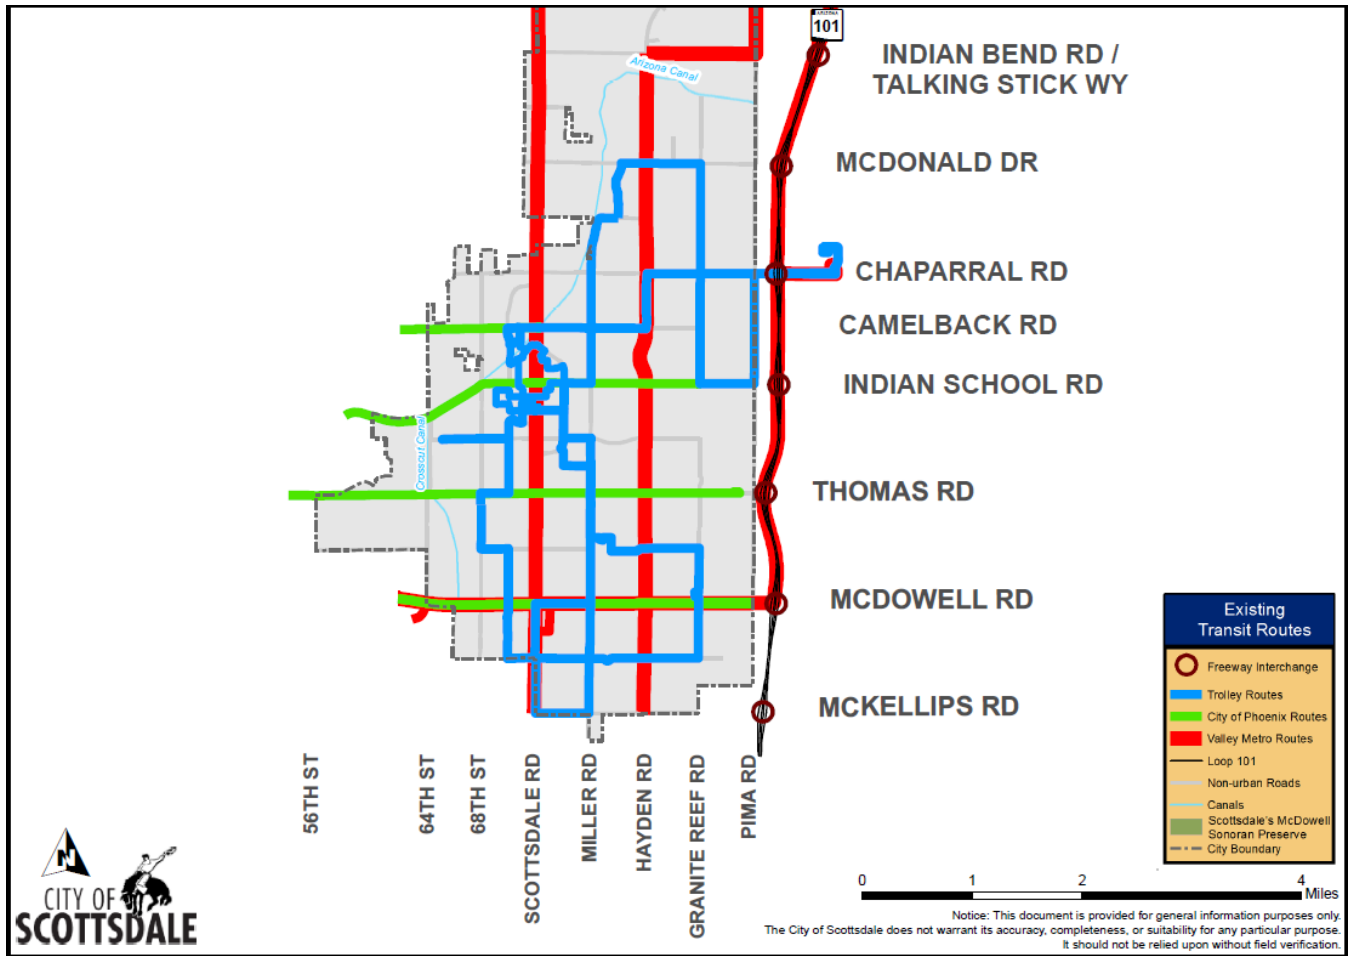 ARIZONA
101
INDIAN BEND RD /
TALKING STICK WY
Arizona Canal
MCDONALD DR
CHAPARRAL RD
CAMELBACK RD
INDIAN SCHOOL RD
Crosscut Canal
THOMAS RD
MCDOWELL RD
MCKELLIPS RD
56TH ST
64TH ST
68TH ST
SCOTTSDALE RD
MILLER RD
HAYDEN RD
GRANITE REEF RD
PIMA RD
Existing
Transit Routes
Freeway Interchange
Trolley Routes
City of Phoenix Routes
Valley Metro Routes
Loop 101
Non-urban Roads
Canals
Scottsdale's McDowell
Sonoran Preserve
City Boundary
N
CITY OF
SCOTTSDALE
0 1 2 4
Miles
Notice: This document is provided for general information purposes only.
The City of Scottsdale does not warrant its accuracy, completeness, or suitability for any particular purpose.
It should not be relied upon without field verification.